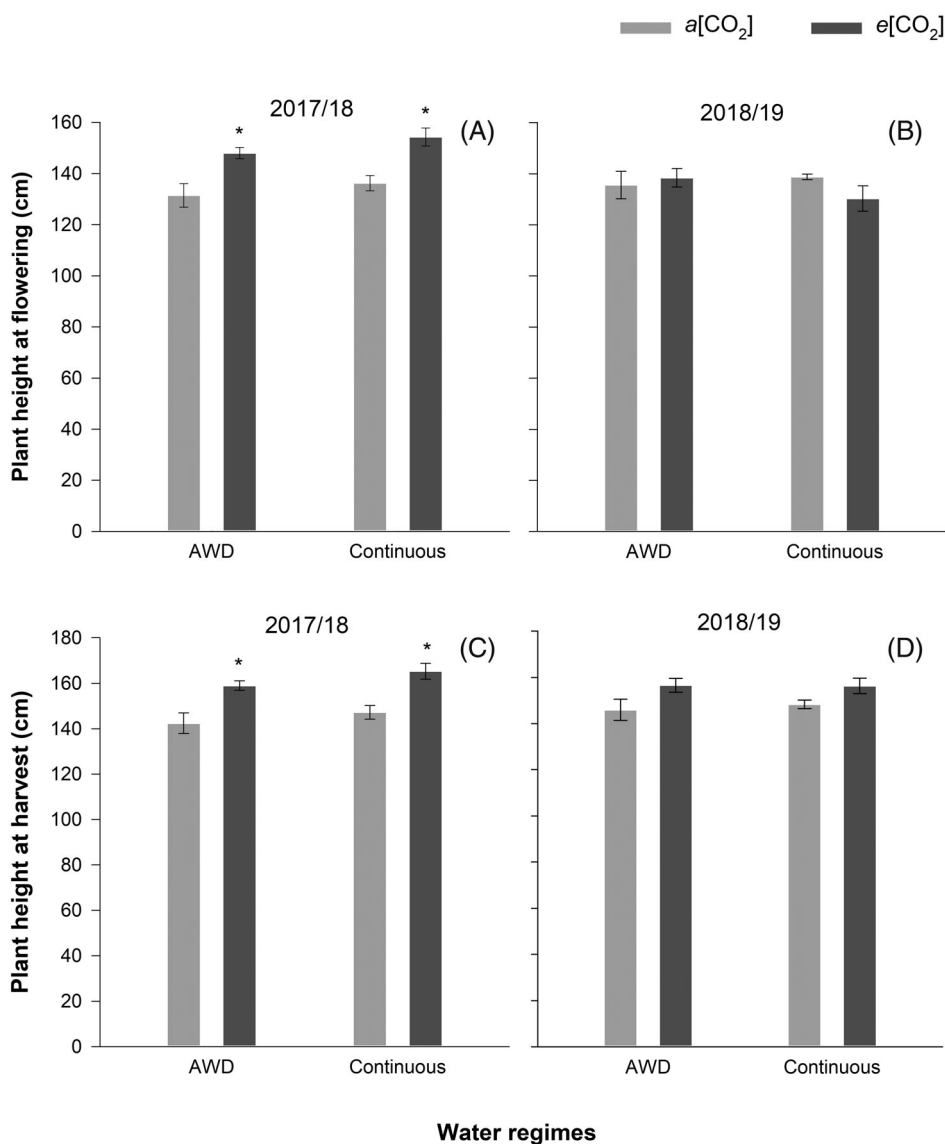 a[CO₂] e[CO₂]
2017/18 (A)
* *
Plant height at flowering (cm)
160
140
120
100
80
60
40
20
0
AWD Continuous
2018/19 (B)
AWD Continuous
2017/18 (C)
* *
Plant height at harvest (cm)
180
160
140
120
100
80
60
40
20
0
AWD Continuous
2018/19 (D)
AWD Continuous
Water regimes